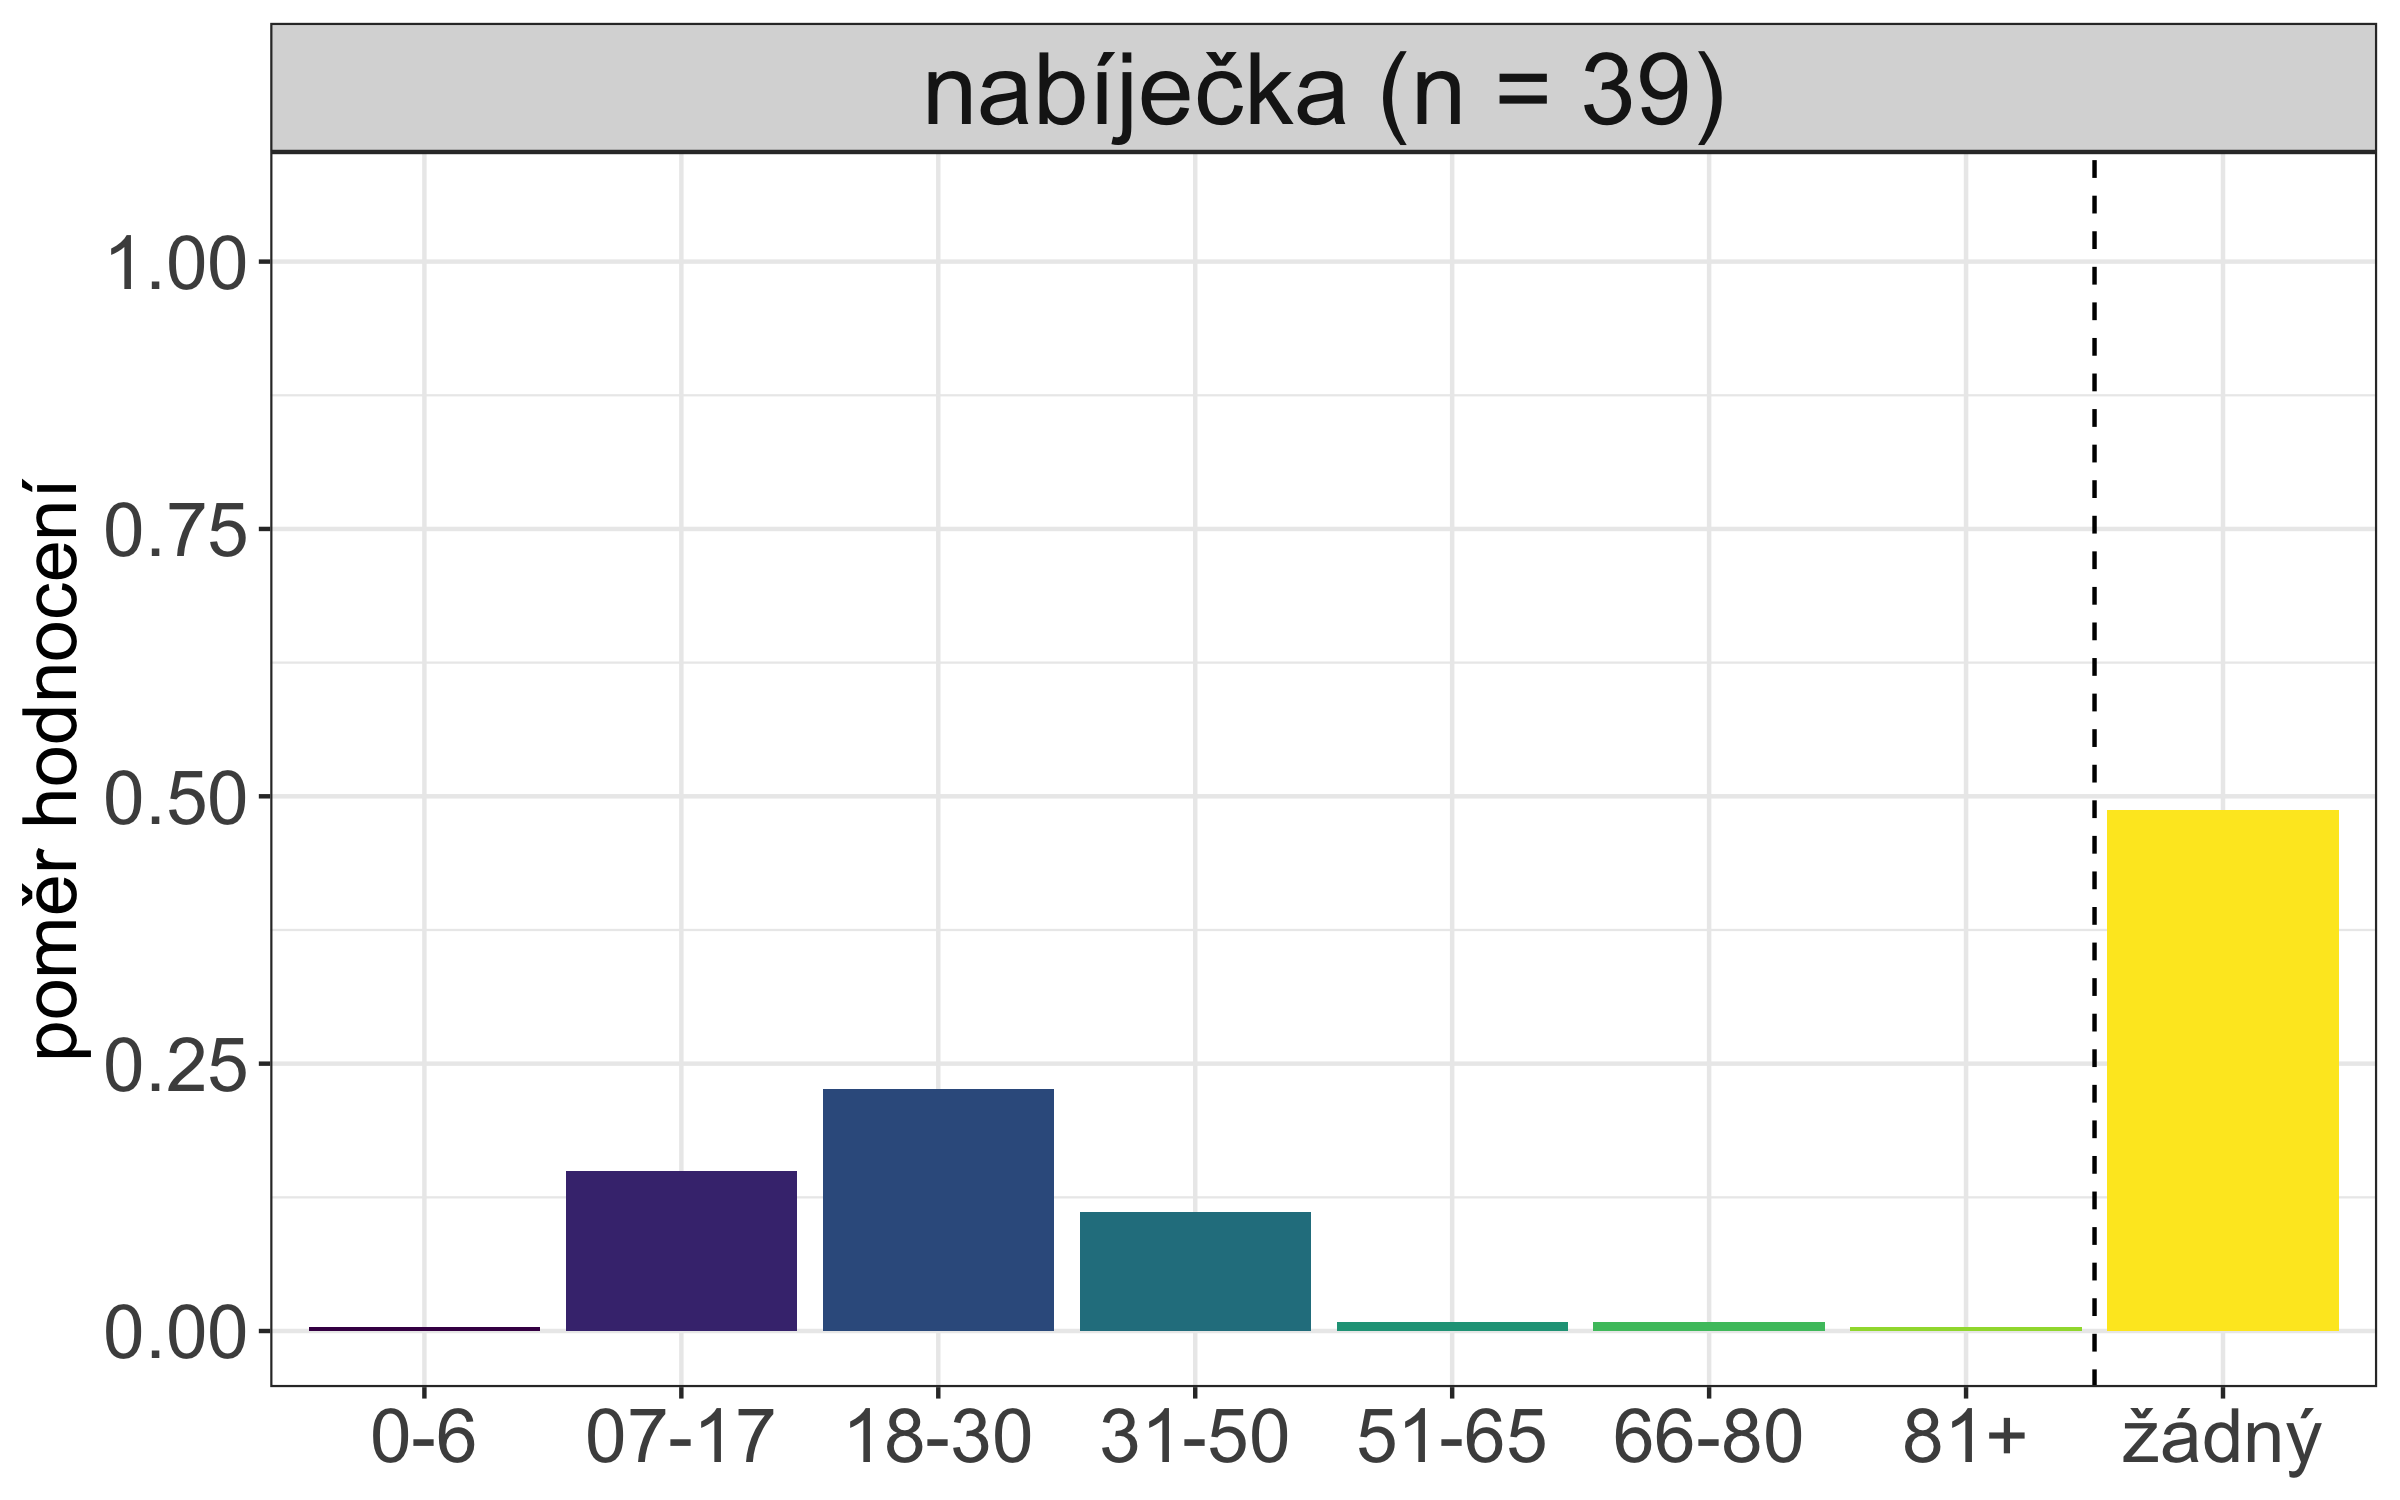 nabíječka (n = 39)
poměr hodnocení
1.00
0.75
0.50
0.25
0.00
0-6 07-17 18-30 31-50 51-65 66-80 81+ žádný